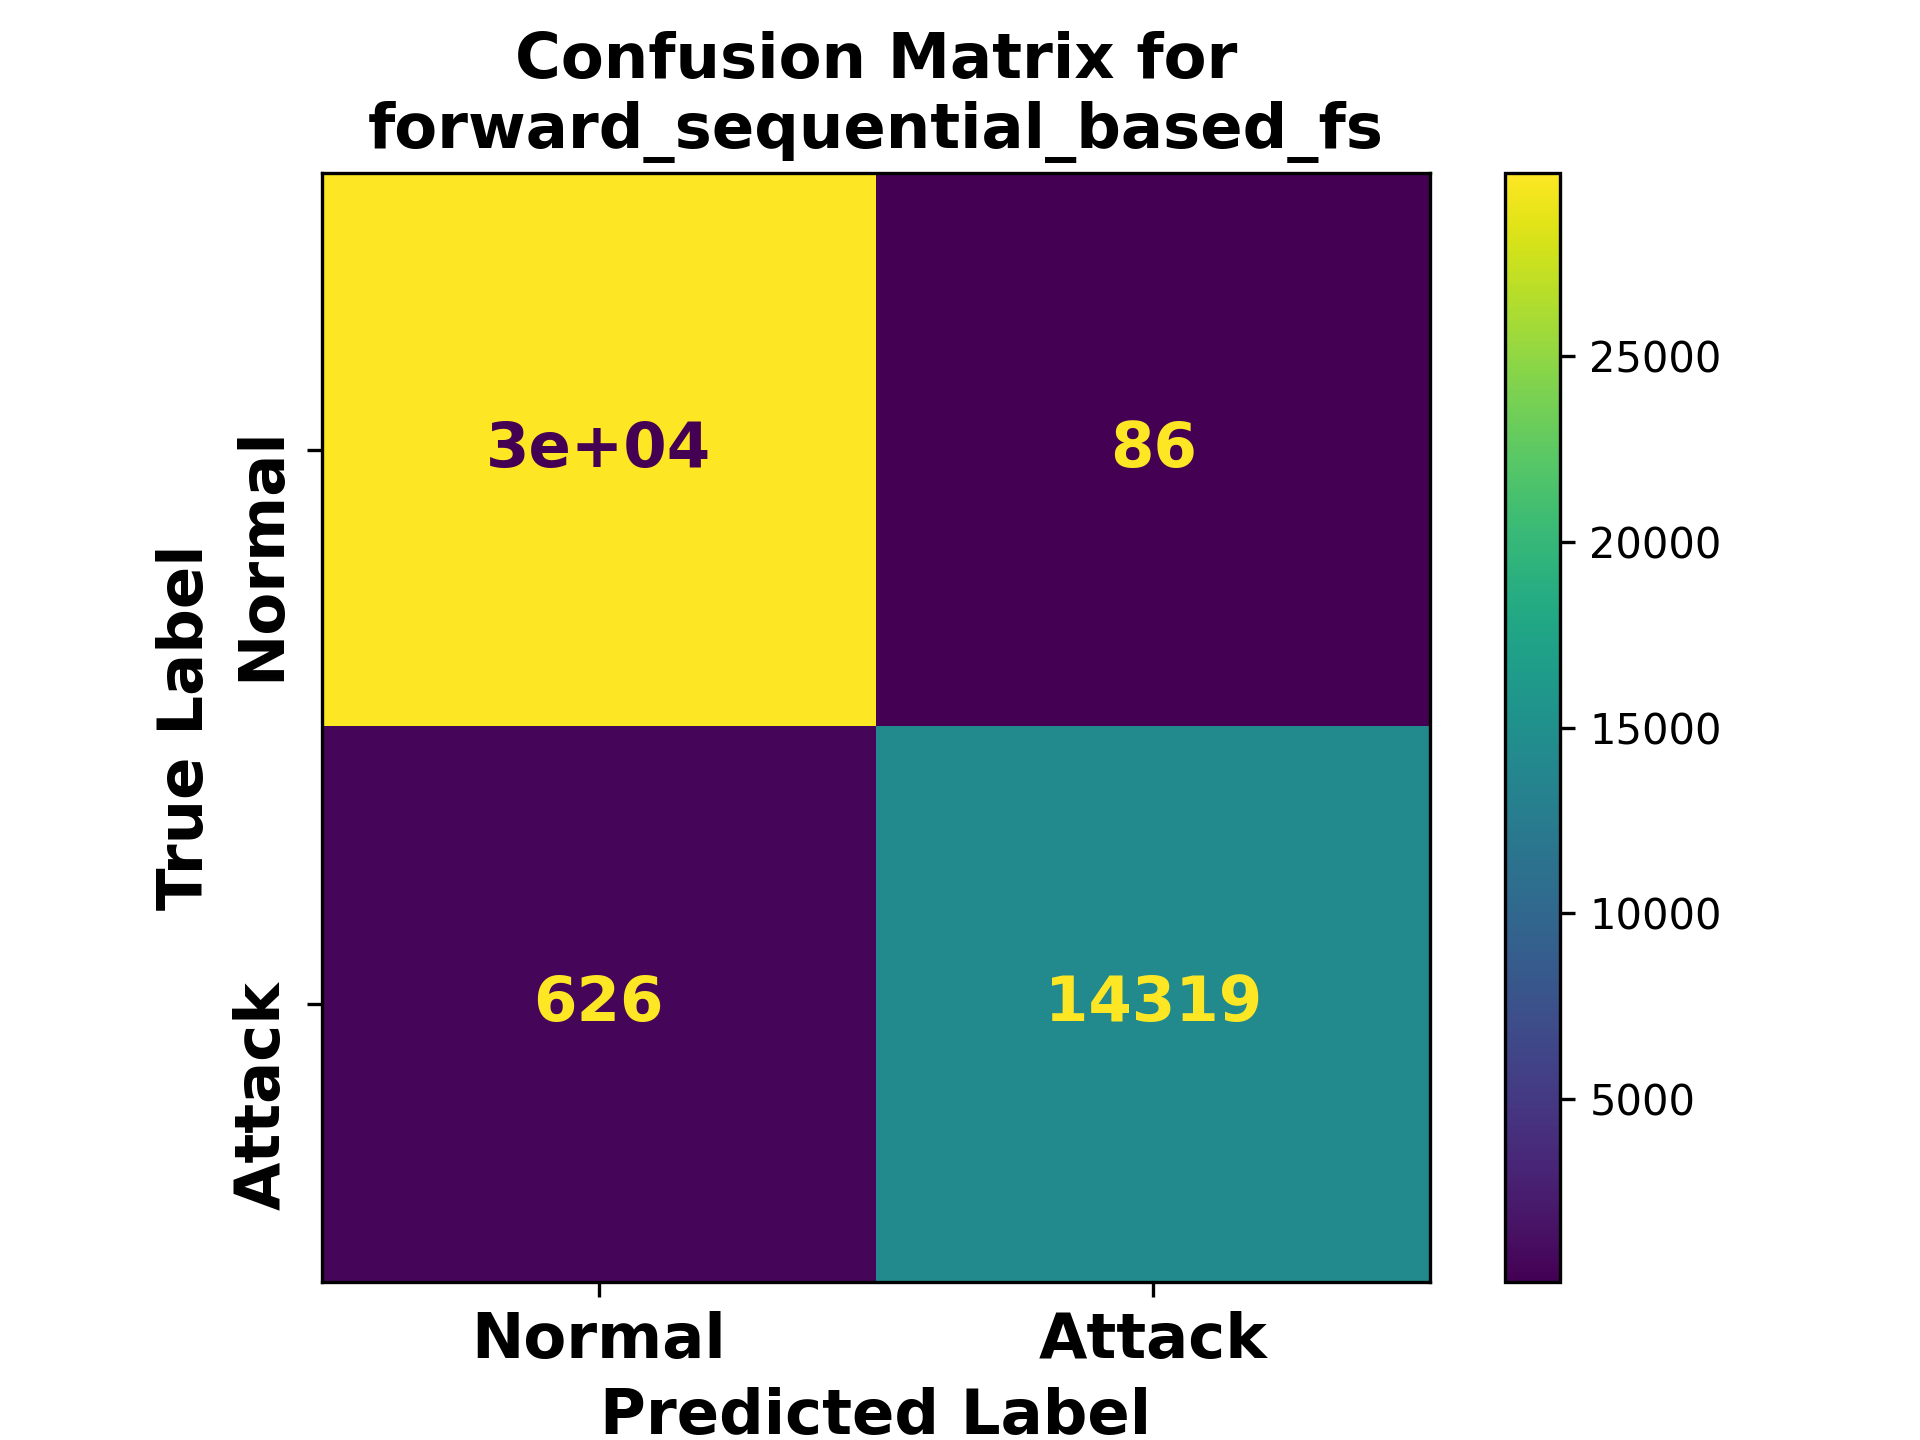 Confusion Matrix for
forward_sequential_based_fs
True Label
Normal
Attack
3e+04
86
626
14319
Normal
Attack
Predicted Label
25000
20000
15000
10000
5000